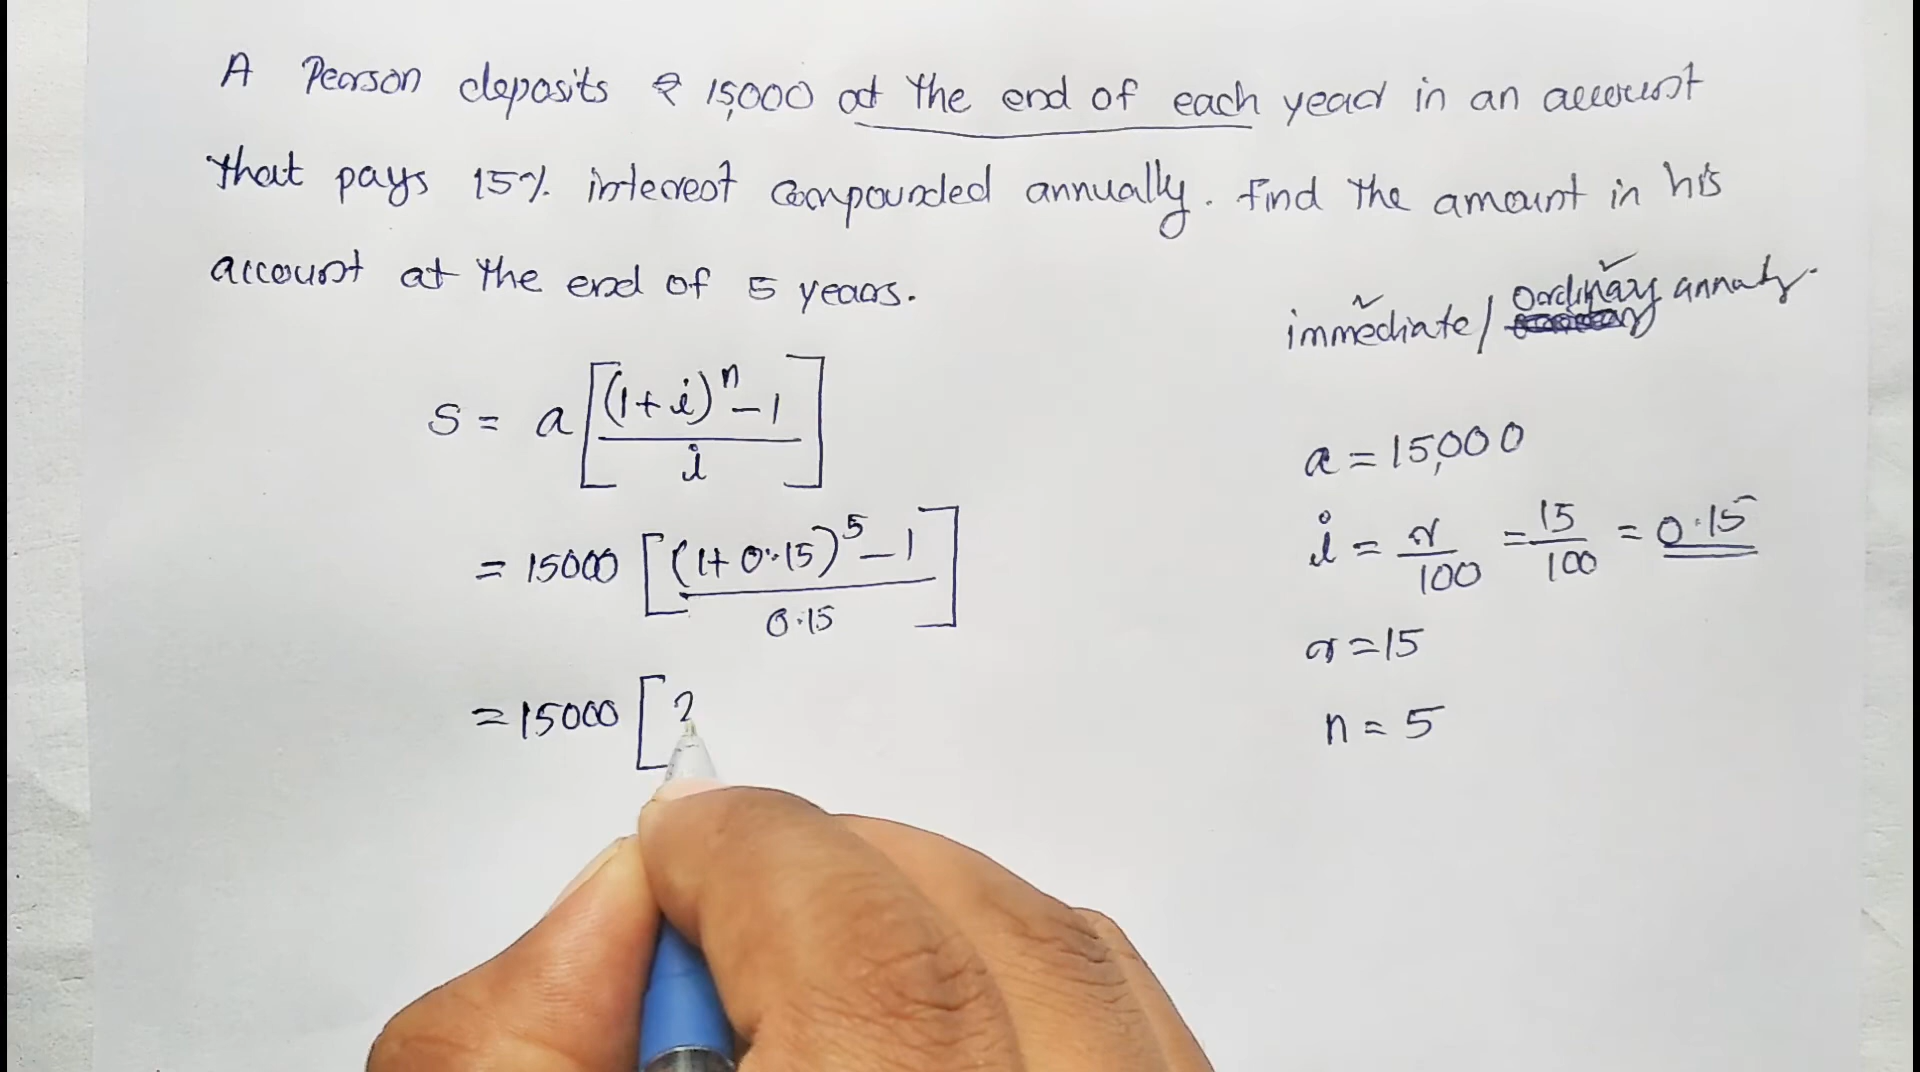 A Person deposits ₹ 15,000 at the end of each year in an account
that pays 15% interest compounded annually. Find the amount in his
account at the end of 5 years.
immediate / Ordinary annuity.
S = a [(1+i)^n - 1 / i]
= 15000 [(1+0.15)^5 - 1 / 0.15]
= 15000 [2
a = 15,000
i = r/100 = 15/100 = 0.15
r = 15
n = 5